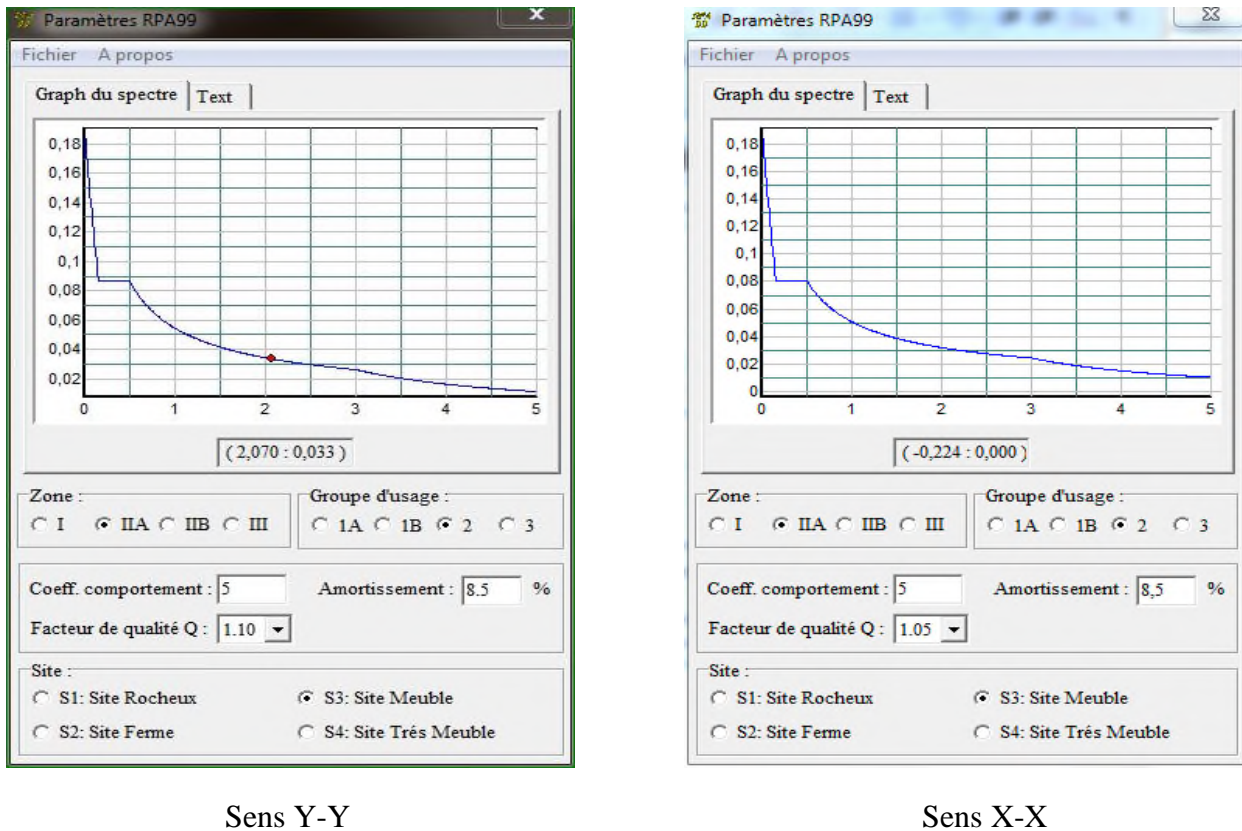 Paramètres RPA99
Fichier A propos
Graph du spectre Text
0,18
0,16
0,14
0,12
0,1
0,08
0,06
0,04
0,02
0 1 2 3 4 5
( 2,070 : 0,033 )
Zone :
I IIA IIB III
Groupe d'usage :
1A 1B 2 3
Coeff. comportement : 5 Amortissement : 8.5 %
Facteur de qualité Q : 1.10
Site :
S1: Site Rocheux S3: Site Meuble
S2: Site Ferme S4: Site Trés Meuble
Sens Y-Y
Paramètres RPA99
Fichier A propos
Graph du spectre Text
0,18
0,16
0,14
0,12
0,1
0,08
0,06
0,04
0,02
0
0 1 2 3 4 5
( -0,224 : 0,000 )
Zone :
I IIA IIB III
Groupe d'usage :
1A 1B 2 3
Coeff. comportement : 5 Amortissement : 8,5 %
Facteur de qualité Q : 1.05
Site :
S1: Site Rocheux S3: Site Meuble
S2: Site Ferme S4: Site Trés Meuble
Sens X-X